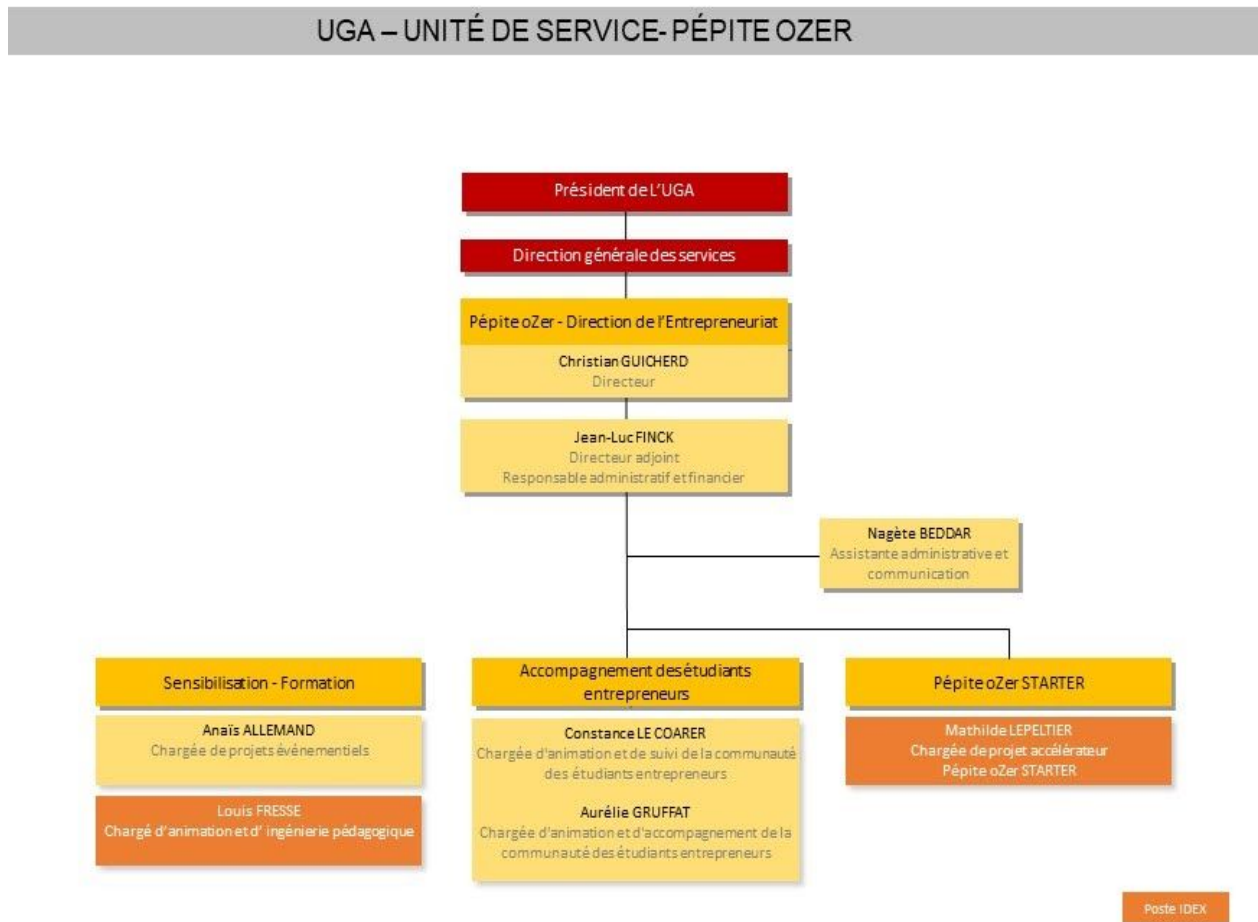 UGA – UNITÉ DE SERVICE- PÉPITE OZER
Président de L'UGA
Direction générale des services
Pépite oZer - Direction de l'Entrepreneuriat
Christian GUICHERD
Directeur
Jean-Luc FINCK
Directeur adjoint
Responsable administratif et financier
Nagète BEDDAR
Assistante administrative et
communication
Sensibilisation - Formation
Anaïs ALLEMAND
Chargée de projets événementiels
Louis FRESSE
Chargé d'animation et d' ingénierie pédagogique
Accompagnement des étudiants
entrepreneurs
Constance LE COARER
Chargée d'animation et de suivi de la communauté
des étudiants entrepreneurs
Aurélie GRUFFAT
Chargée d'animation et d'accompagnement de la
communauté des étudiants entrepreneurs
Pépite oZer STARTER
Mathilde LEPELTIER
Chargée de projet accélérateur
Pépite oZer STARTER
Poste IDEX